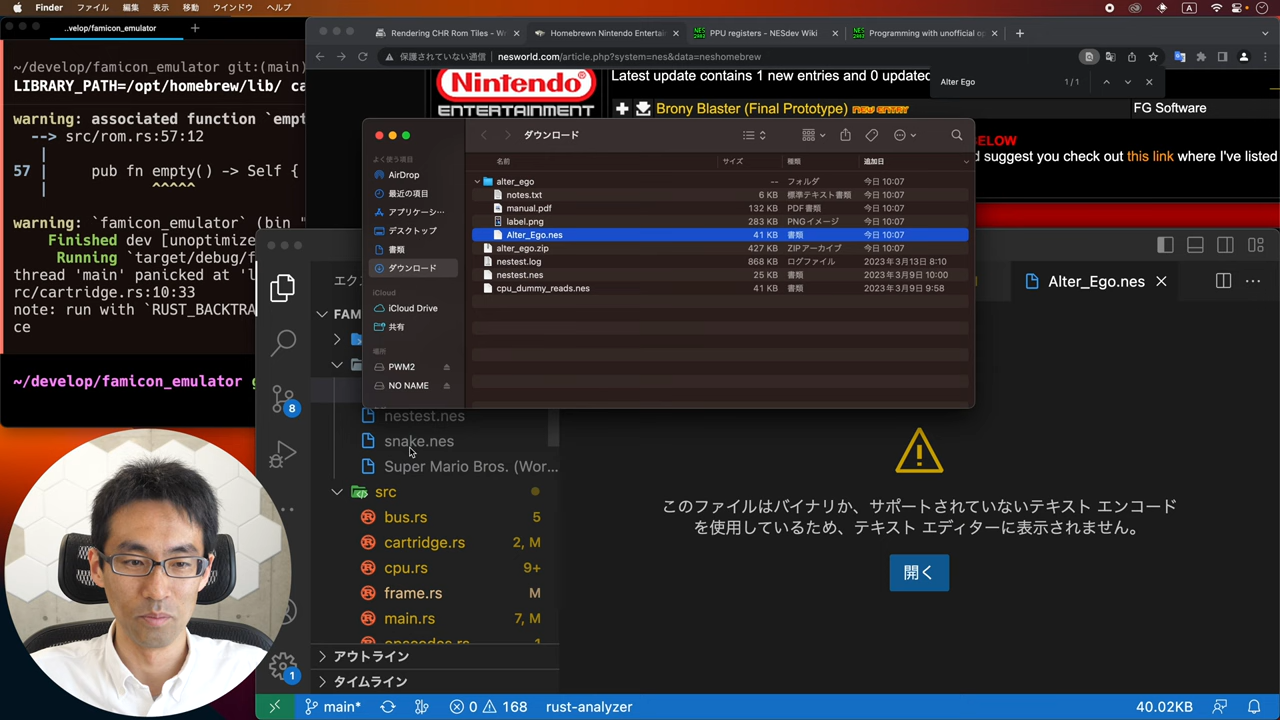 Finder ファイル 編集 表示 移動 ウインドウ ヘルプ
..velop/famicon_emulator
~/develop/famicon_emulator git:(main)
LIBRARY_PATH=/opt/homebrew/lib/ ca
warning: associated function `empt
--> src/rom.rs:57:12
57 | pub fn empty() -> Self {
^^^^^
warning: `famicon_emulator` (bin "
Finished dev [unoptimize
Running `target/debug/f
thread 'main' panicked at 'l
rc/cartridge.rs:10:33
note: run with `RUST_BACKTRA
ce
~/develop/famicon_emulator g
Rendering CHR Rom Tiles - W
Homebrewn Nintendo Entertai
PPU registers - NESdev Wiki
Programming with unofficial op
保護されていない通信 | nesworld.com/article.php?system=nes&data=neshomebrew
Alter Ego 1/1
Nintendo
ENTERTAINMENT
Latest update contains 1 new entries and 0 updated
Brony Blaster (Final Prototype) NEW ENTRY
FG Software
BELOW
d suggest you check out this link where I've listed
ダウンロード
よく使う項目
AirDrop
最近の項目
アプリケーシ…
デスクトップ
書類
ダウンロード
iCloud
iCloud Drive
共有
場所
PWM2
NO NAME
名前 サイズ 種類 追加日
alter_ego -- フォルダ 今日 10:07
notes.txt 6 KB 標準テキスト書類 今日 10:07
manual.pdf 132 KB PDF書類 今日 10:07
label.png 283 KB PNGイメージ 今日 10:07
Alter_Ego.nes 41 KB 書類 今日 10:07
alter_ego.zip 427 KB ZIPアーカイブ 今日 10:07
nestest.log 868 KB ログファイル 2023年3月13日 8:10
nestest.nes 25 KB 書類 2023年3月9日 10:00
cpu_dummy_reads.nes 41 KB 書類 2023年3月9日 9:58
エク
FAM
nestest.nes
snake.nes
Super Mario Bros. (Wor...
src
bus.rs 5
cartridge.rs 2, M
cpu.rs 9+
frame.rs M
main.rs 7, M
opscodes.rs 1
アウトライン
タイムライン
8
1
Alter_Ego.nes
このファイルはバイナリか、サポートされていないテキスト エンコード
を使用しているため、テキスト エディターに表示されません。
開く
main* 0 168 rust-analyzer 40.02KB